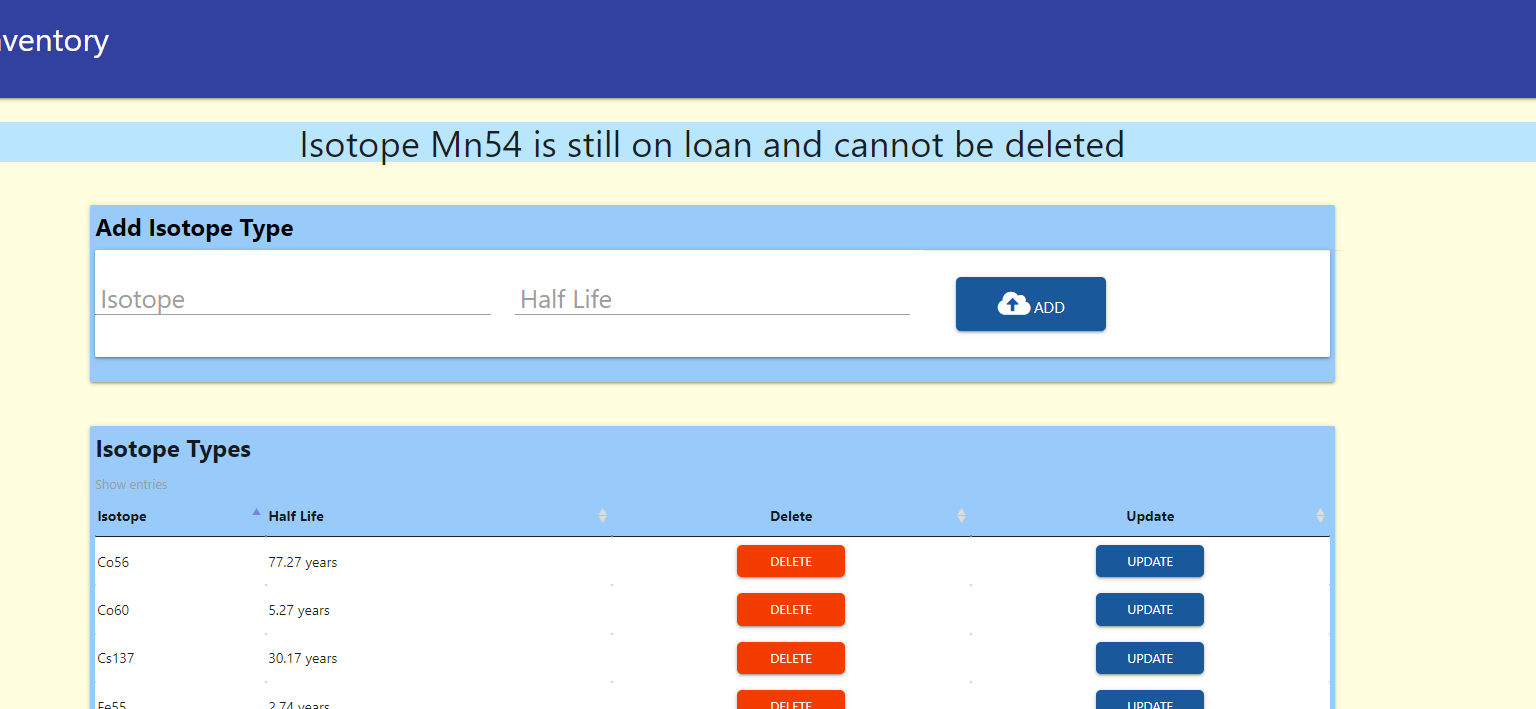 nventory
Isotope Mn54 is still on loan and cannot be deleted
Add Isotope Type
Isotope Half Life ADD
Isotope Types
Show entries
Isotope Half Life Delete Update
Co56 77.27 years DELETE UPDATE
Co60 5.27 years DELETE UPDATE
Cs137 30.17 years DELETE UPDATE
Fe55 2.74 years DELETE UPDATE